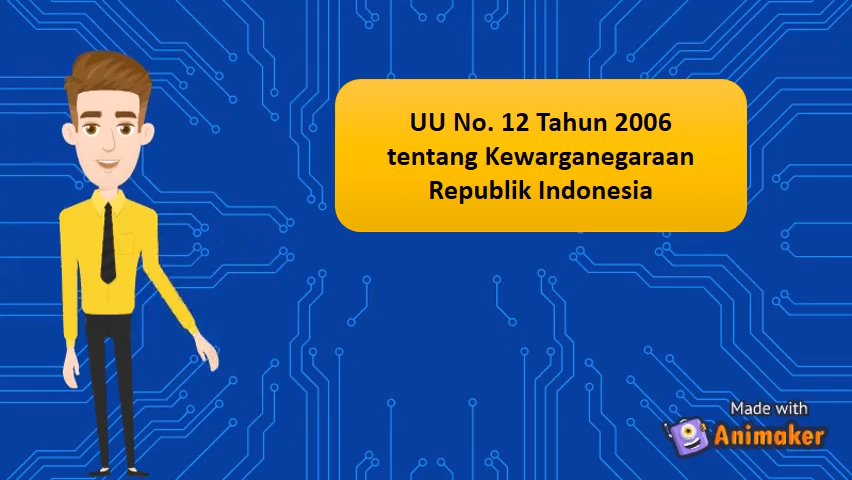 UU No. 12 Tahun 2006
tentang Kewarganegaraan
Republik Indonesia
Made with
Animaker